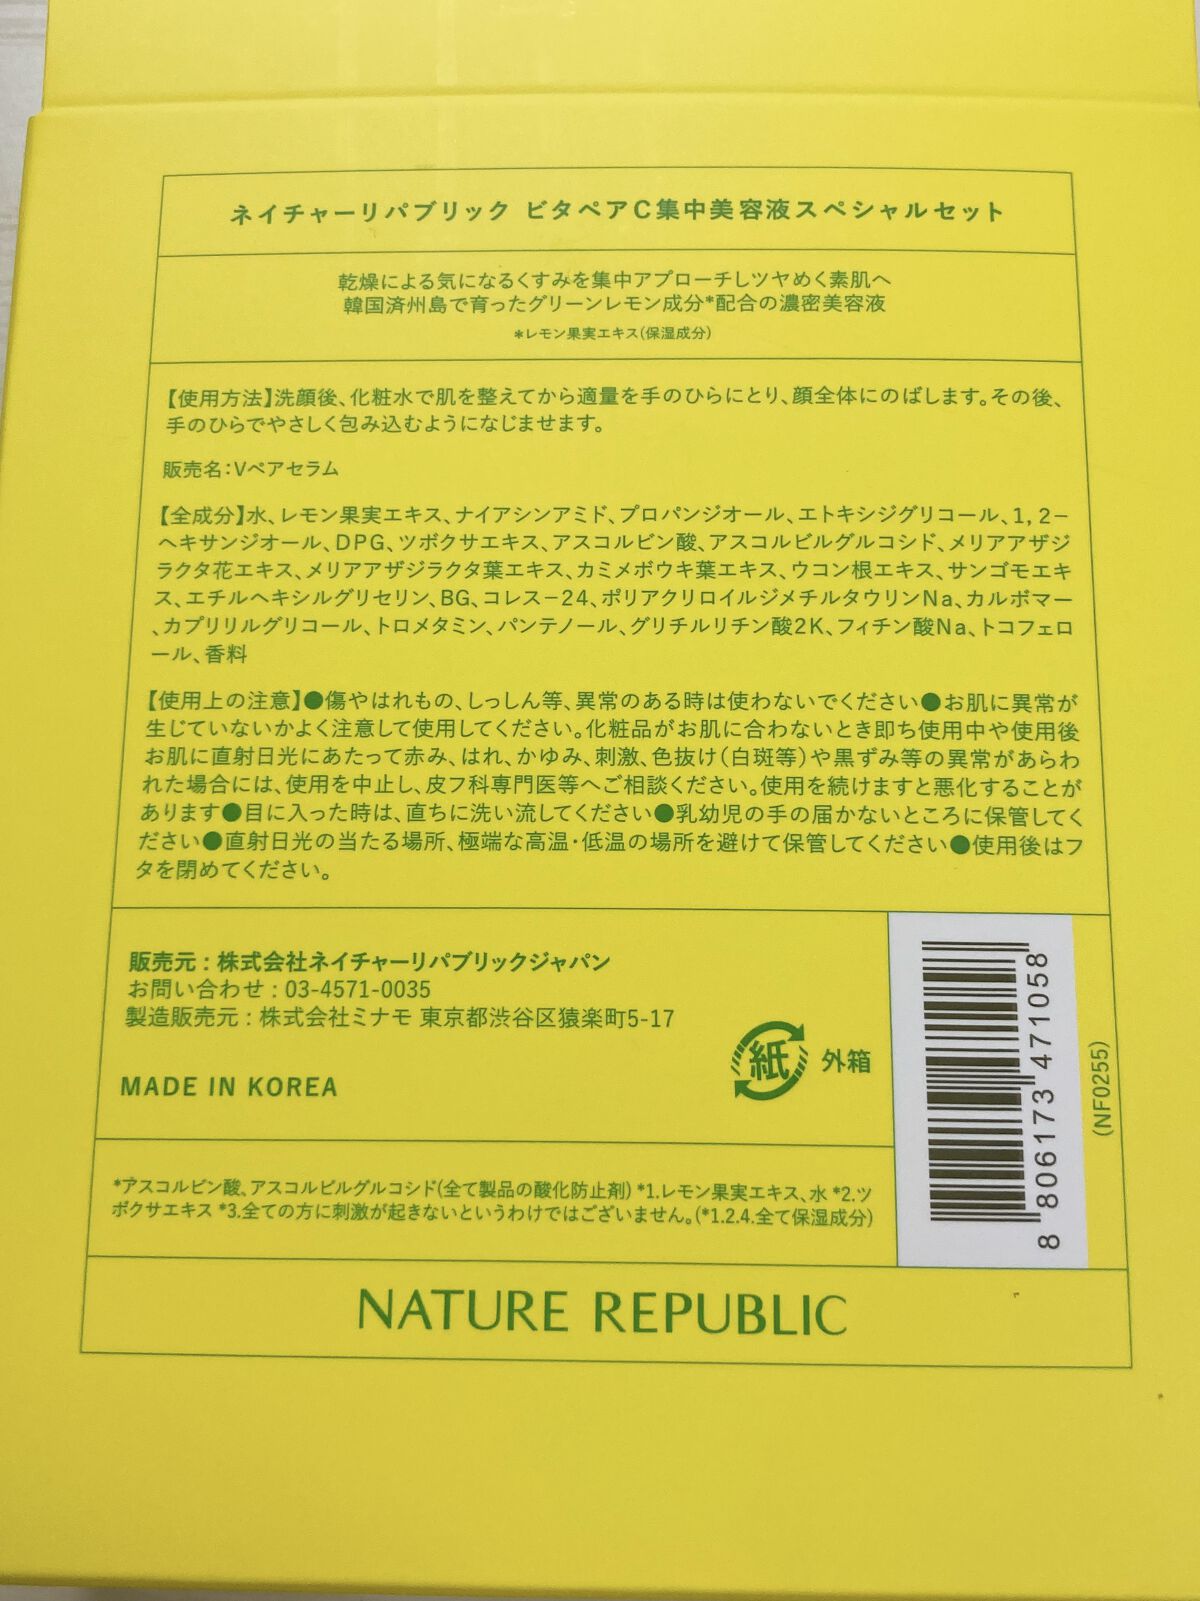 ネイチャーリパブリック ビタペアC集中美容液スペシャルセット
乾燥による気になるくすみを集中アプローチしツヤめく素肌へ
韓国済州島で育ったグリーンレモン成分*配合の濃密美容液
*レモン果実エキス(保湿成分)
【使用方法】洗顔後、化粧水で肌を整えてから適量を手のひらにとり、顔全体にのばします。その後、
手のひらでやさしく包み込むようになじませます。
販売名:Vペアセラム
【全成分】水、レモン果実エキス、ナイアシンアミド、プロパンジオール、エトキシジグリコール、1,2-
ヘキサンジオール、DPG、ツボクサエキス、アスコルビン酸、アスコルビルグルコシド、メリアアザジ
ラクタ花エキス、メリアアザジラクタ葉エキス、カミメボウキ葉エキス、ウコン根エキス、サンゴモエキ
ス、エチルヘキシルグリセリン、BG、コレス-24、ポリアクリロイルジメチルタウリンNa、カルボマー
、カプリリルグリコール、トロメタミン、パンテノール、グリチルリチン酸2K、フィチン酸Na、トコフェロ
ール、香料
【使用上の注意】●傷やはれもの、しっしん等、異常のある時は使わないでください●お肌に異常が
生じていないかよく注意して使用してください。化粧品がお肌に合わないとき即ち使用中や使用後
お肌に直射日光にあたって赤み、はれ、かゆみ、刺激、色抜け(白斑等)や黒ずみ等の異常があらわ
れた場合には、使用を中止し、皮フ科専門医等へご相談ください。使用を続けますと悪化することが
あります●目に入った時は、直ちに洗い流してください●乳幼児の手の届かないところに保管してく
ださい●直射日光の当たる場所、極端な高温・低温の場所を避けて保管してください●使用後はフ
タを閉めてください。
販売元:株式会社ネイチャーリパブリックジャパン
お問い合わせ:03-4571-0035
製造販売元:株式会社ミナモ 東京都渋谷区猿楽町5-17
紙 外箱
MADE IN KOREA
8 806173 471058
(NF0255)
*アスコルビン酸、アスコルビルグルコシド(全て製品の酸化防止剤) *1.レモン果実エキス、水 *2.ツ
ボクサエキス *3.全ての方に刺激が起きないというわけではございません。(*1.2.4.全て保湿成分)
NATURE REPUBLIC